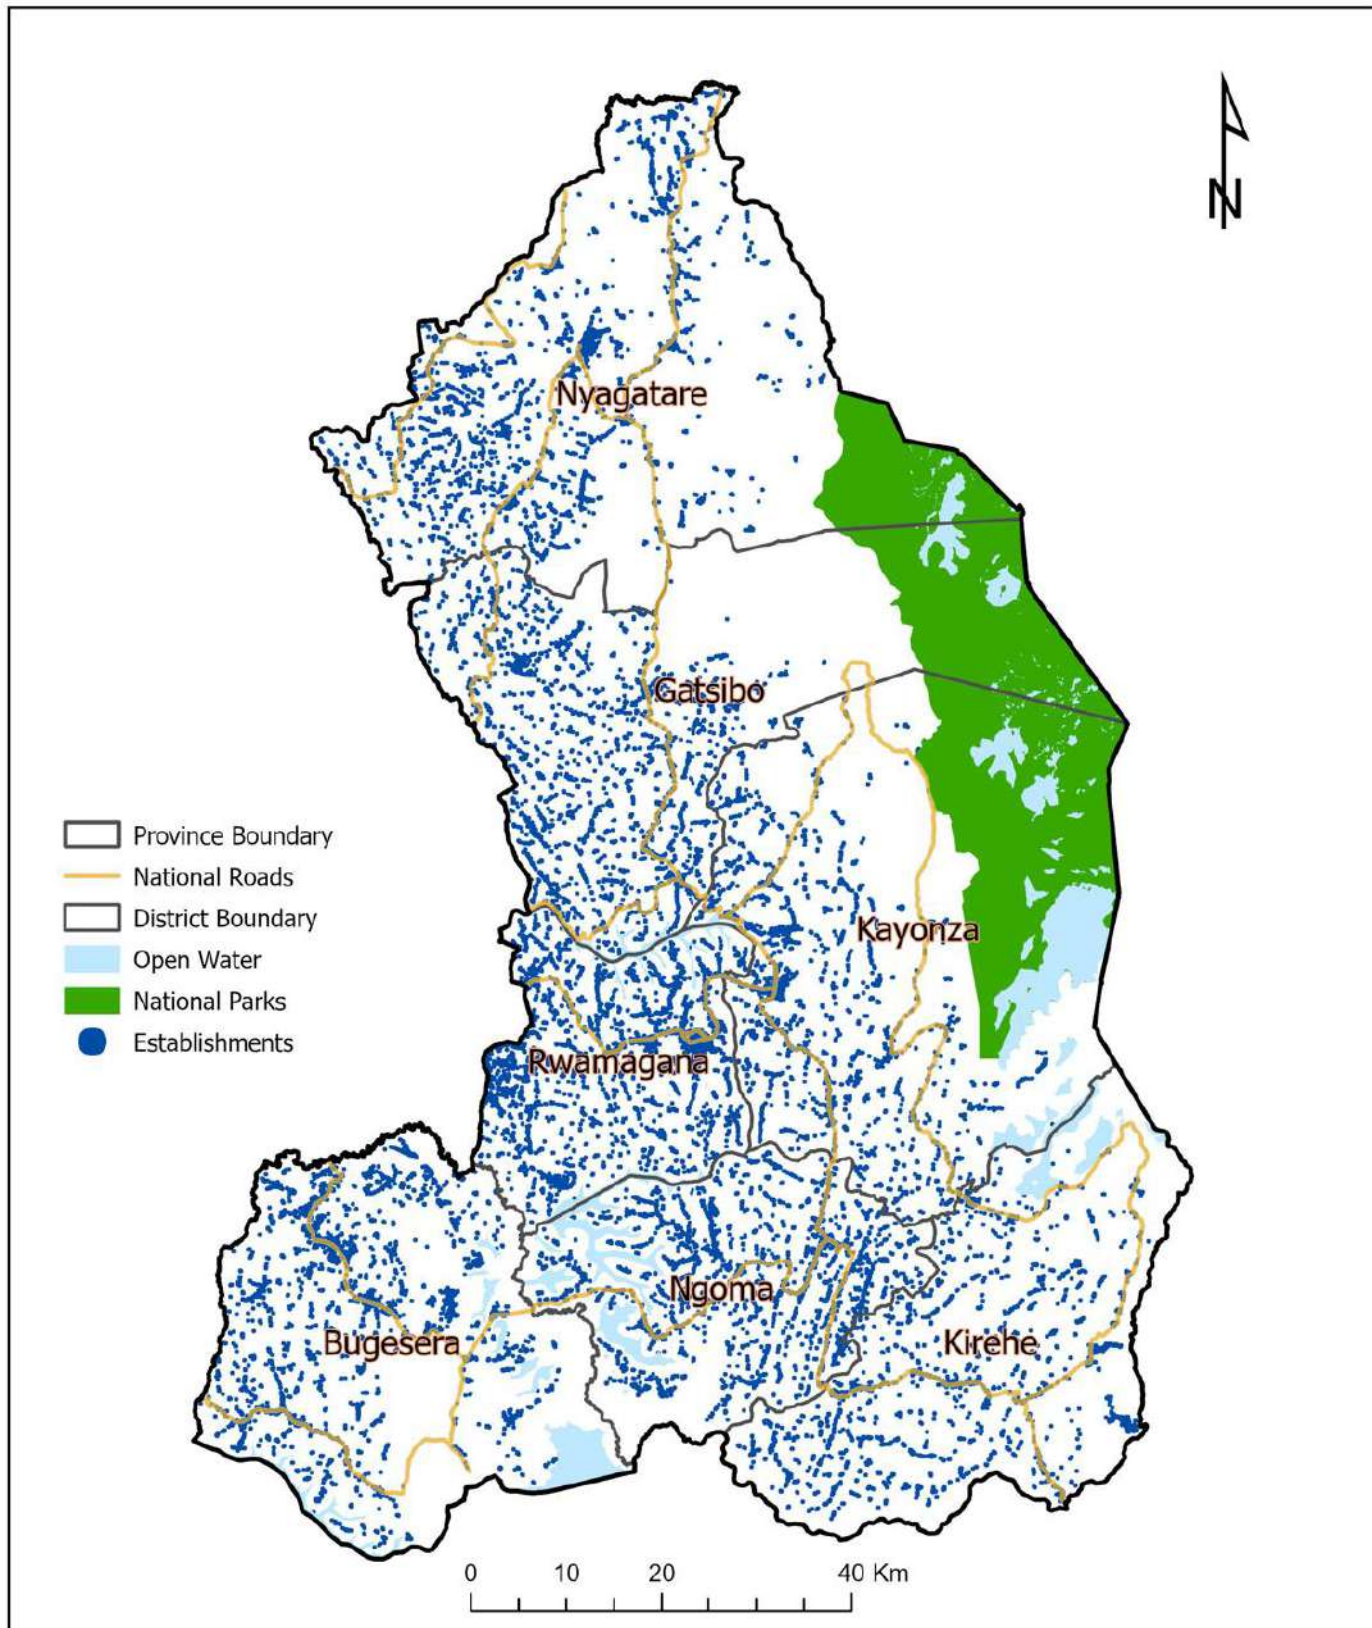 N
Nyagatare
Gatsibo
Province Boundary
National Roads
District Boundary
Open Water
National Parks
Establishments
Kayonza
Rwamagana
Ngoma
Bugesera
Kirehe
0 10 20 40 Km